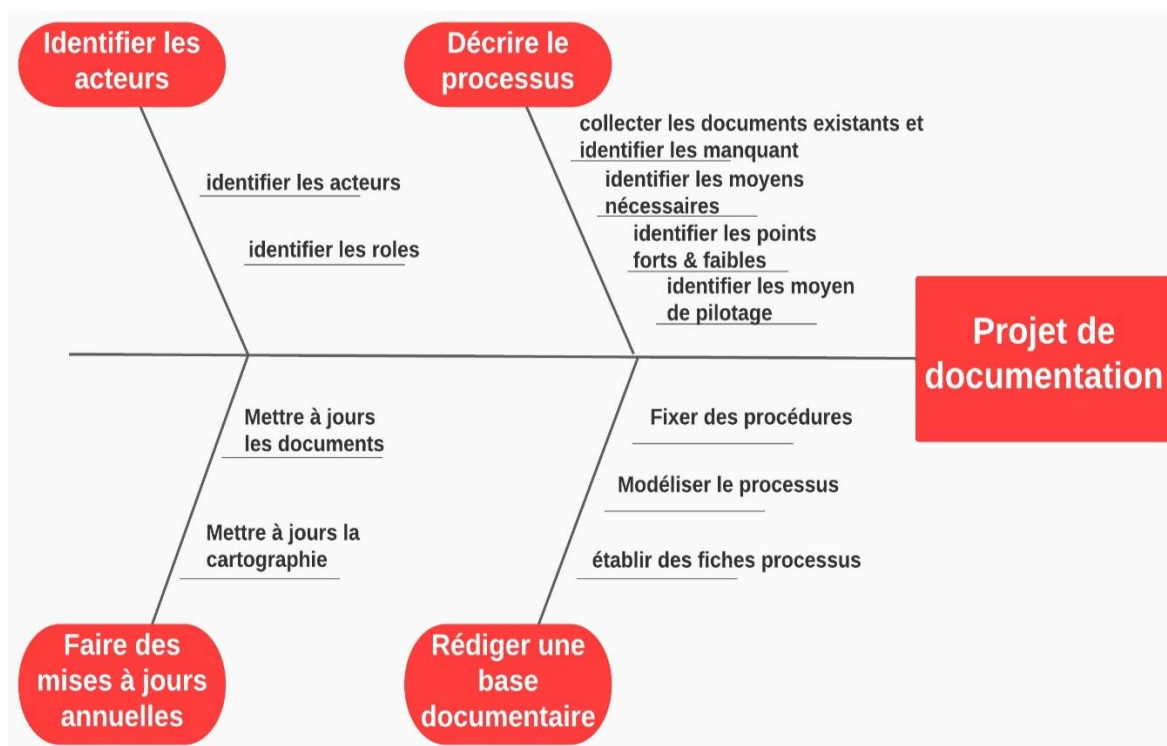 Identifier les
acteurs
identifier les acteurs
identifier les roles
Décrire le
processus
collecter les documents existants et
identifier les manquant
identifier les moyens
nécessaires
identifier les points
forts & faibles
identifier les moyen
de pilotage
Projet de
documentation
Mettre à jours
les documents
Mettre à jours la
cartographie
Faire des
mises à jours
annuelles
Fixer des procédures
Modéliser le processus
établir des fiches processus
Rédiger une
base
documentaire